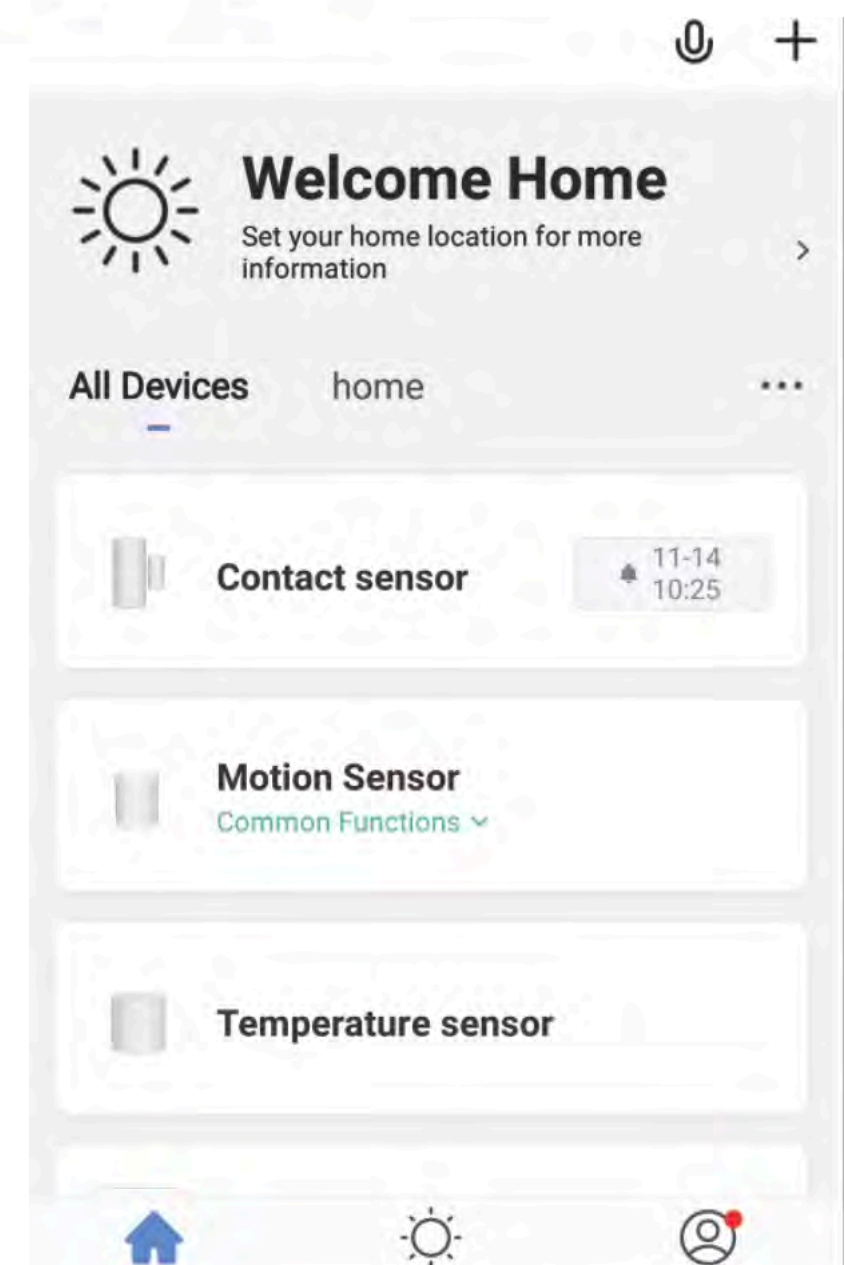 Welcome Home
Set your home location for more
information
All Devices
home
Contact sensor
11-14
10:25
Motion Sensor
Common Functions
Temperature sensor